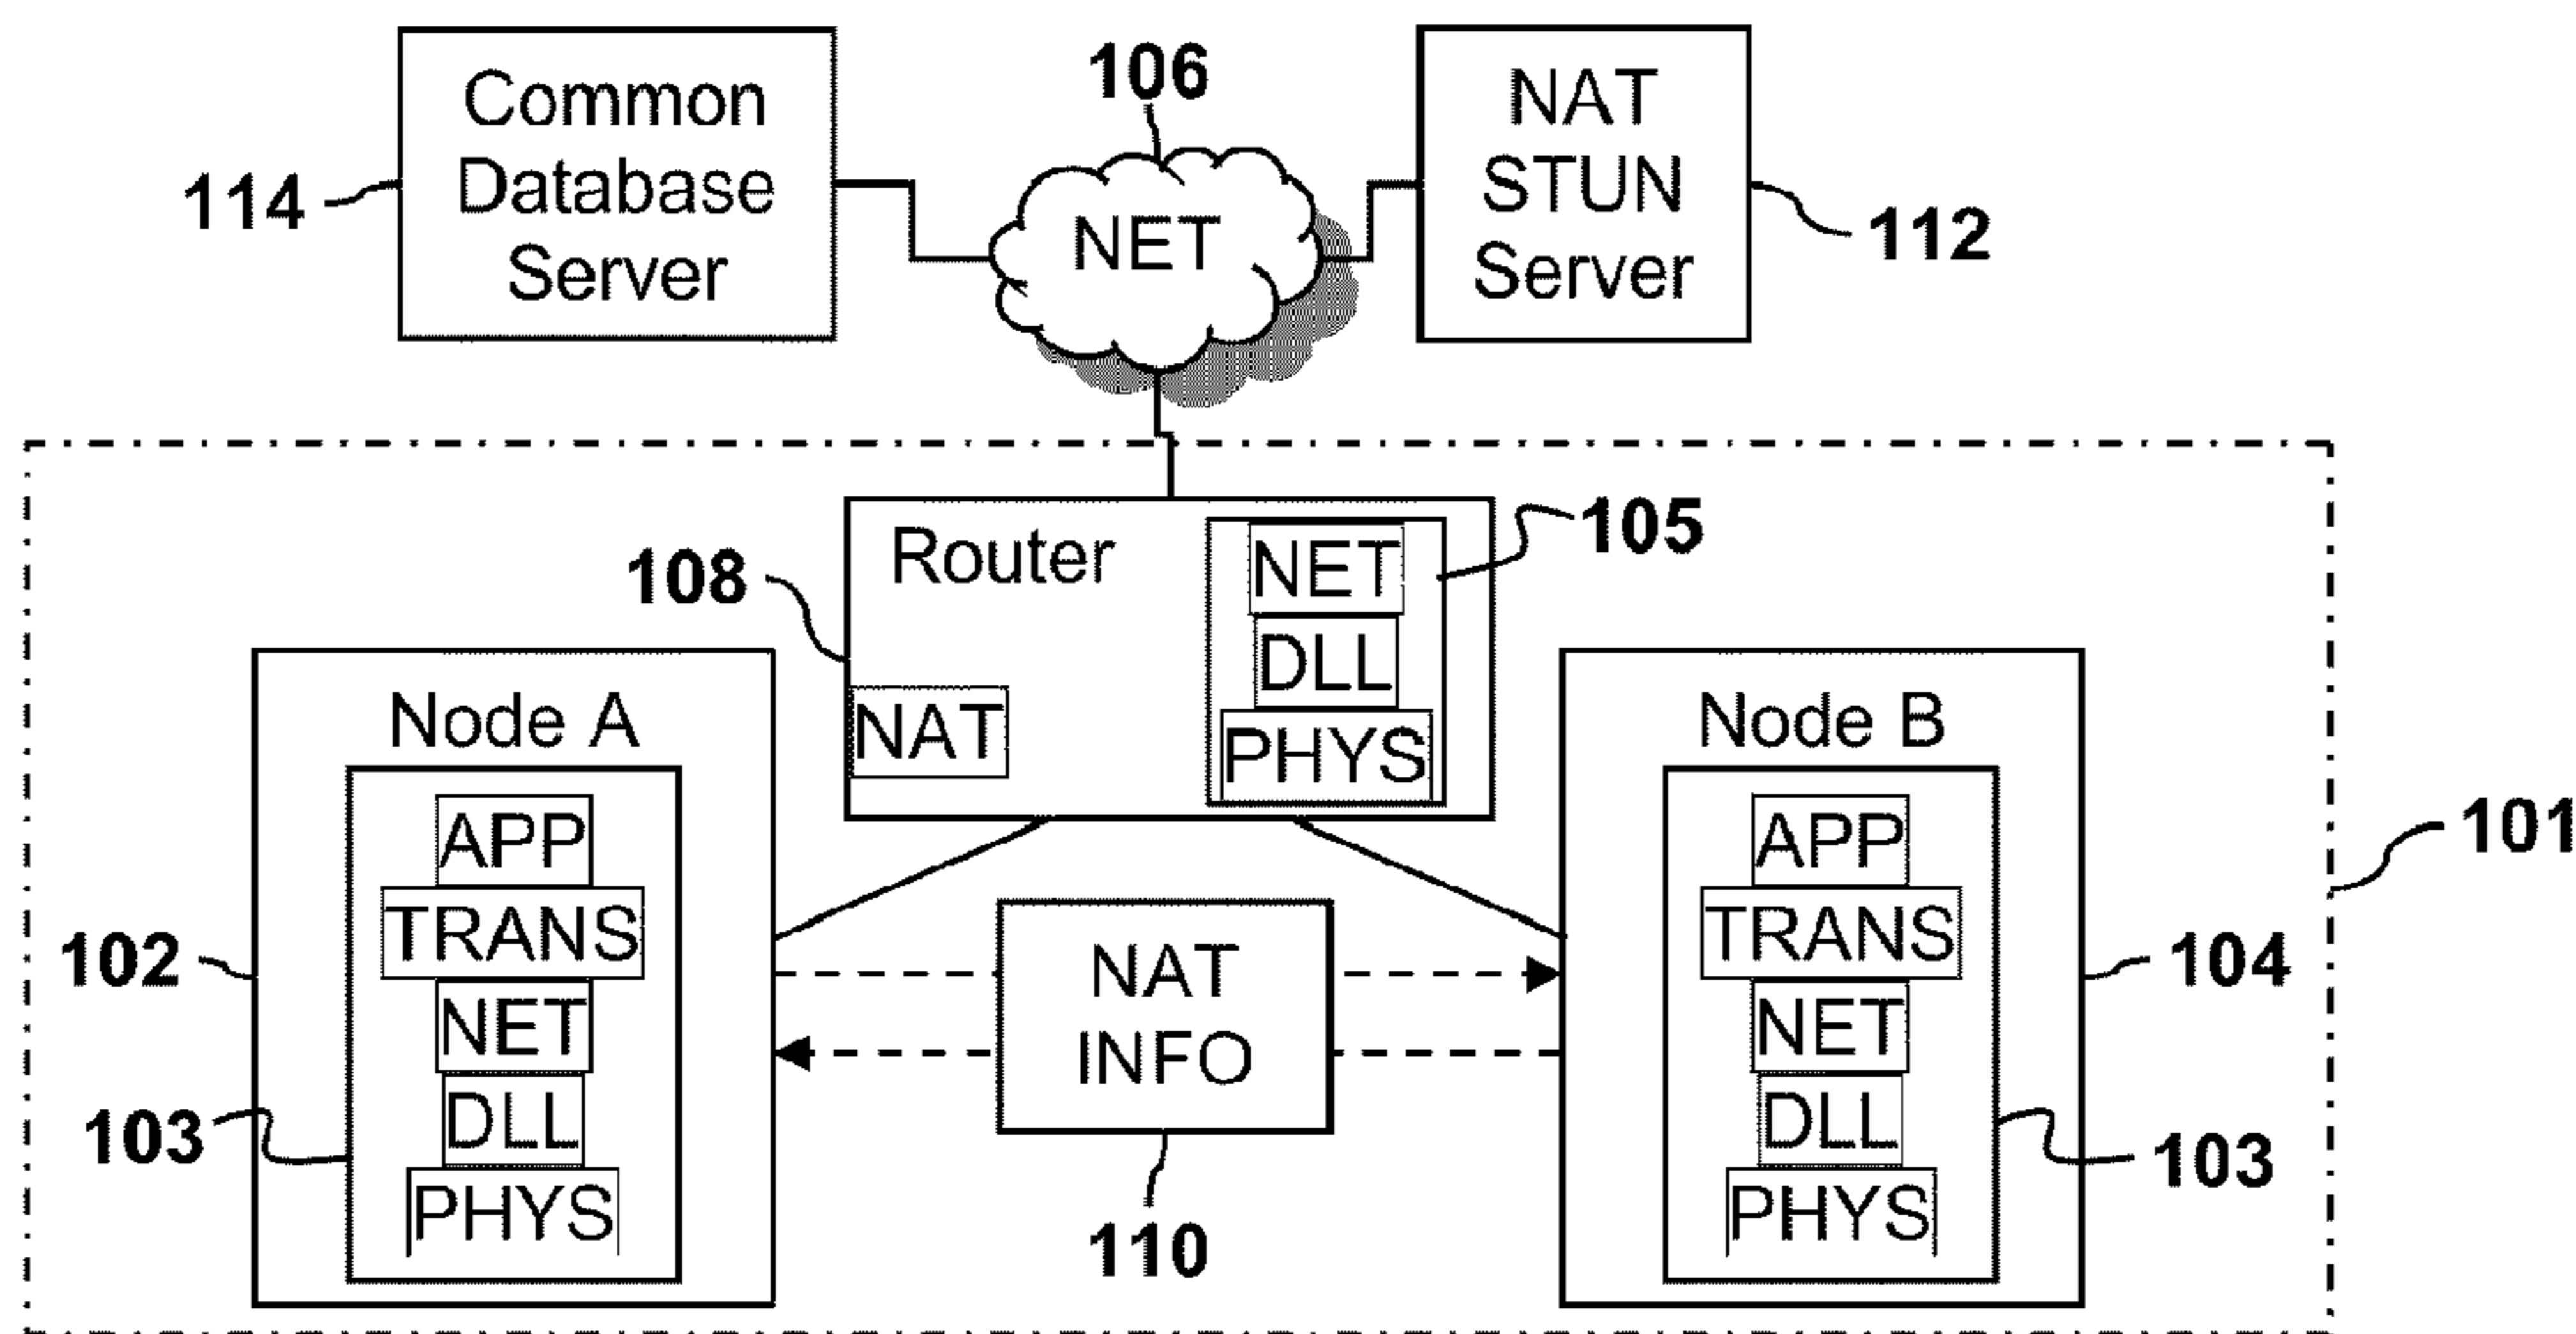 Common
Database
Server
114
106
NET
NAT
STUN
Server
112
Router
108
NAT
NET
DLL
PHYS
105
Node A
APP
TRANS
NET
DLL
PHYS
102
103
NAT
INFO
110
Node B
APP
TRANS
NET
DLL
PHYS
104
103
101